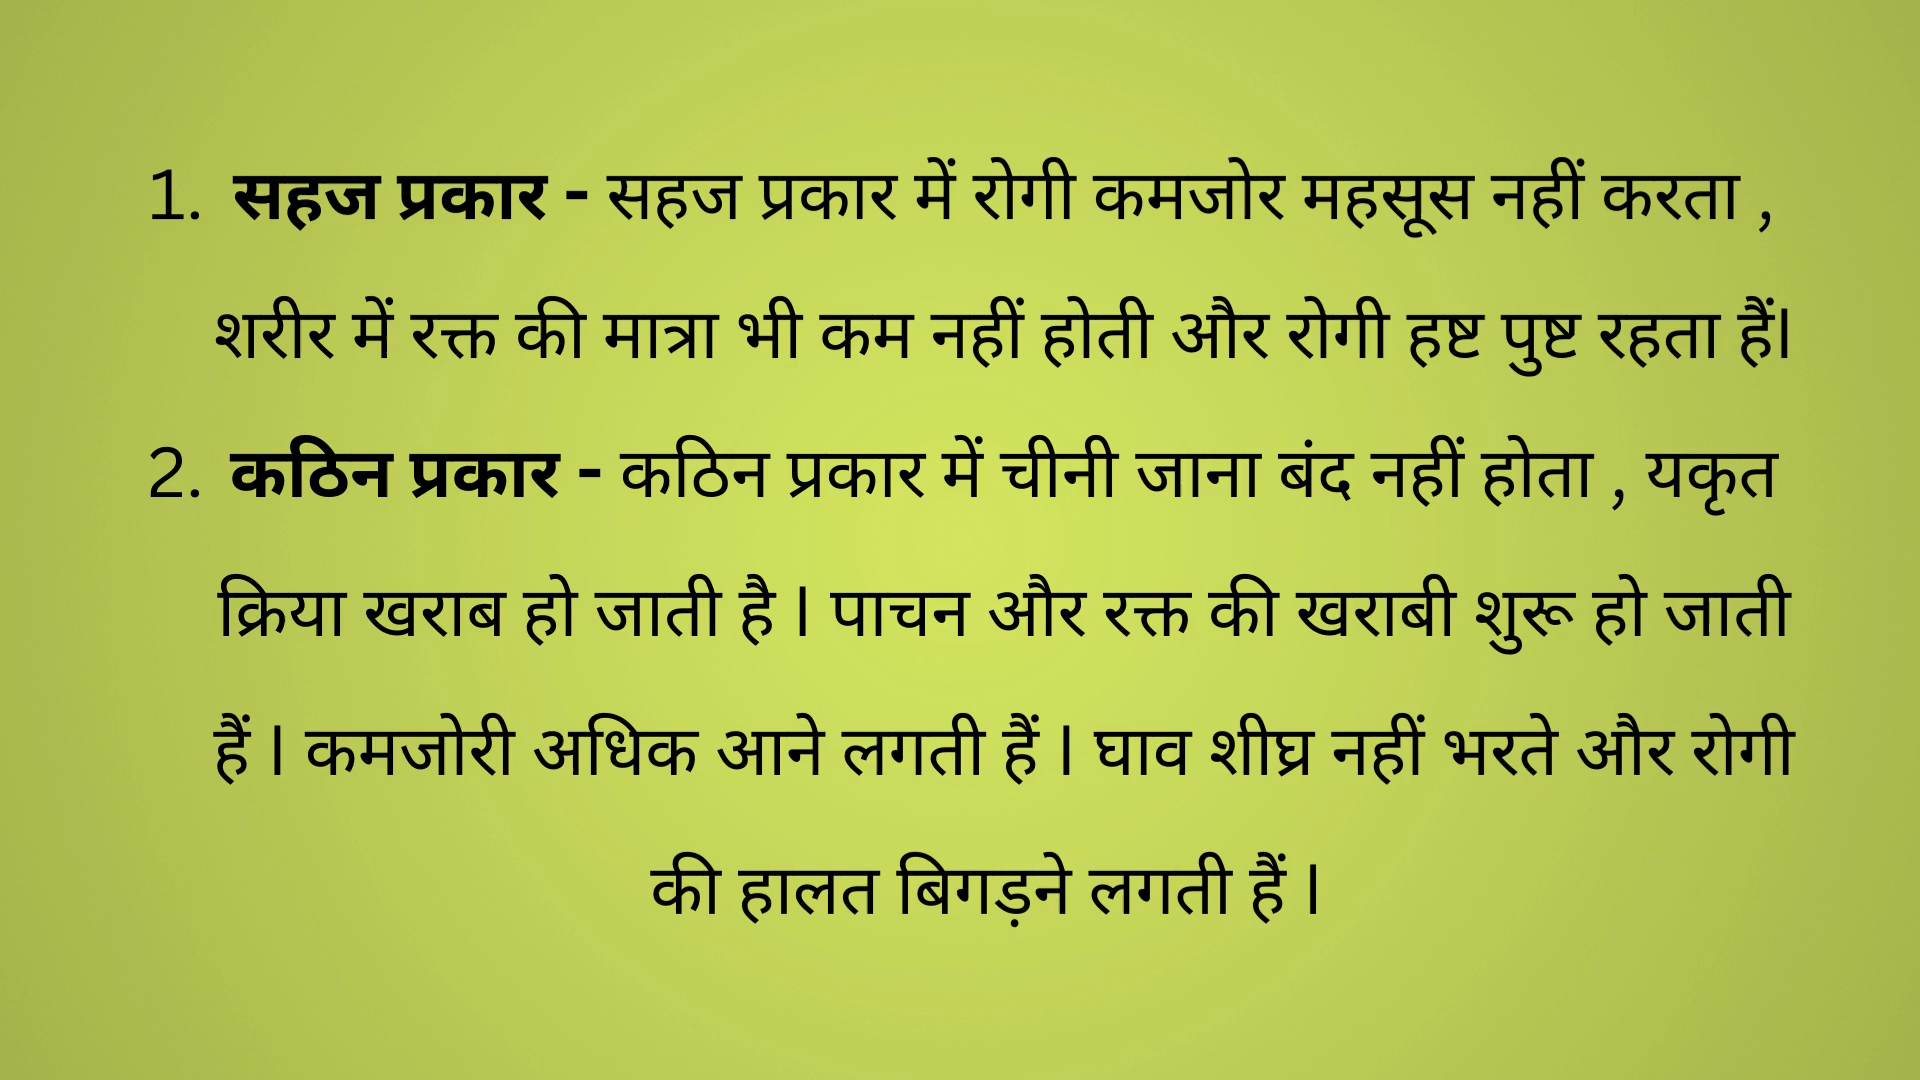 1. सहज प्रकार - सहज प्रकार में रोगी कमजोर महसूस नहीं करता ,
शरीर में रक्त की मात्रा भी कम नहीं होती और रोगी हष्ट पुष्ट रहता हैं।
2. कठिन प्रकार - कठिन प्रकार में चीनी जाना बंद नहीं होता , यकृत
क्रिया खराब हो जाती है । पाचन और रक्त की खराबी शुरू हो जाती
हैं । कमजोरी अधिक आने लगती हैं । घाव शीघ्र नहीं भरते और रोगी
की हालत बिगड़ने लगती हैं ।